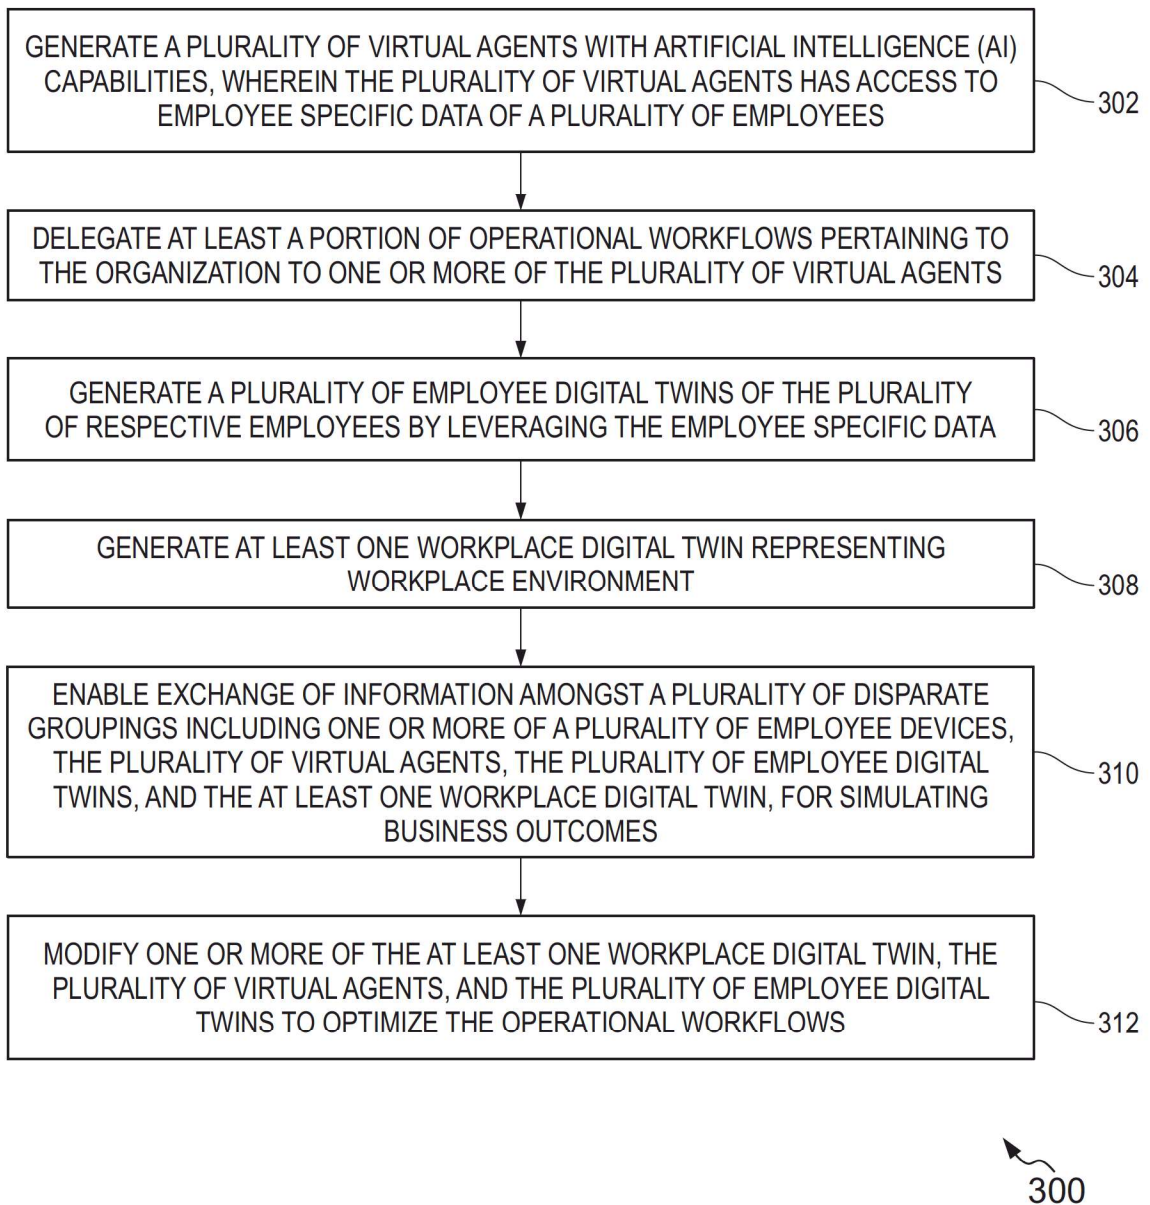 GENERATE A PLURALITY OF VIRTUAL AGENTS WITH ARTIFICIAL INTELLIGENCE (AI)
CAPABILITIES, WHEREIN THE PLURALITY OF VIRTUAL AGENTS HAS ACCESS TO
EMPLOYEE SPECIFIC DATA OF A PLURALITY OF EMPLOYEES
302
DELEGATE AT LEAST A PORTION OF OPERATIONAL WORKFLOWS PERTAINING TO
THE ORGANIZATION TO ONE OR MORE OF THE PLURALITY OF VIRTUAL AGENTS
304
GENERATE A PLURALITY OF EMPLOYEE DIGITAL TWINS OF THE PLURALITY
OF RESPECTIVE EMPLOYEES BY LEVERAGING THE EMPLOYEE SPECIFIC DATA
306
GENERATE AT LEAST ONE WORKPLACE DIGITAL TWIN REPRESENTING
WORKPLACE ENVIRONMENT
308
ENABLE EXCHANGE OF INFORMATION AMONGST A PLURALITY OF DISPARATE
GROUPINGS INCLUDING ONE OR MORE OF A PLURALITY OF EMPLOYEE DEVICES,
THE PLURALITY OF VIRTUAL AGENTS, THE PLURALITY OF EMPLOYEE DIGITAL
TWINS, AND THE AT LEAST ONE WORKPLACE DIGITAL TWIN, FOR SIMULATING
BUSINESS OUTCOMES
310
MODIFY ONE OR MORE OF THE AT LEAST ONE WORKPLACE DIGITAL TWIN, THE
PLURALITY OF VIRTUAL AGENTS, AND THE PLURALITY OF EMPLOYEE DIGITAL
TWINS TO OPTIMIZE THE OPERATIONAL WORKFLOWS
312
300